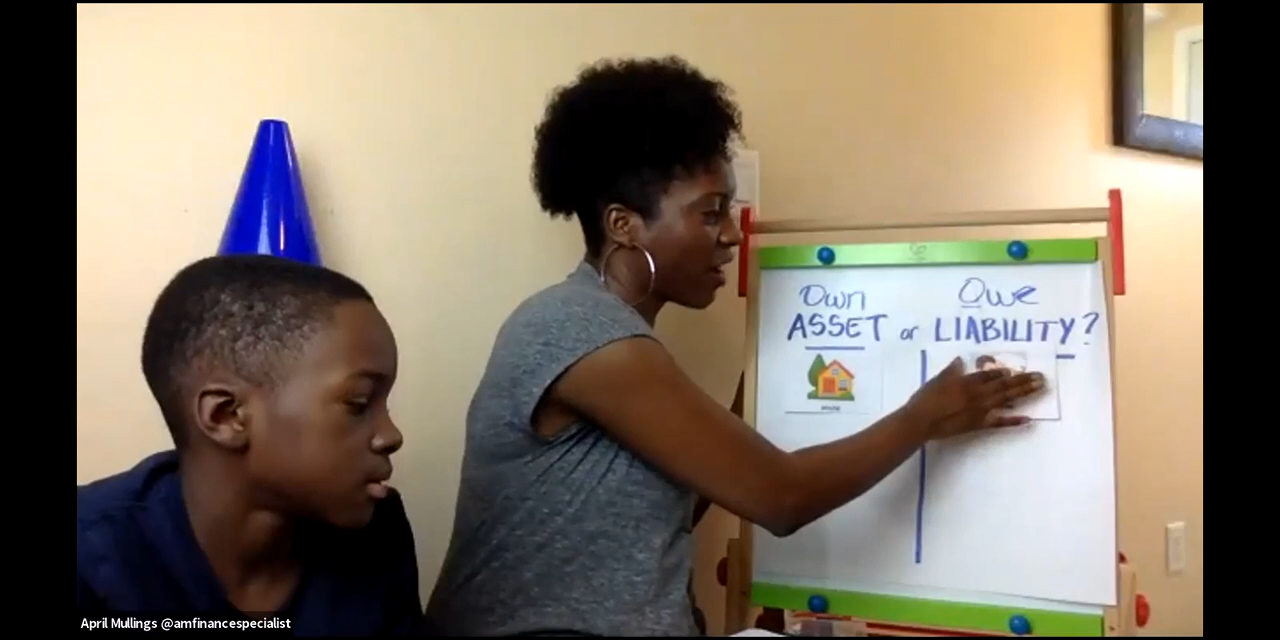 Own Owe
ASSET or LIABILITY?
April Mullings @amfinancespecialist